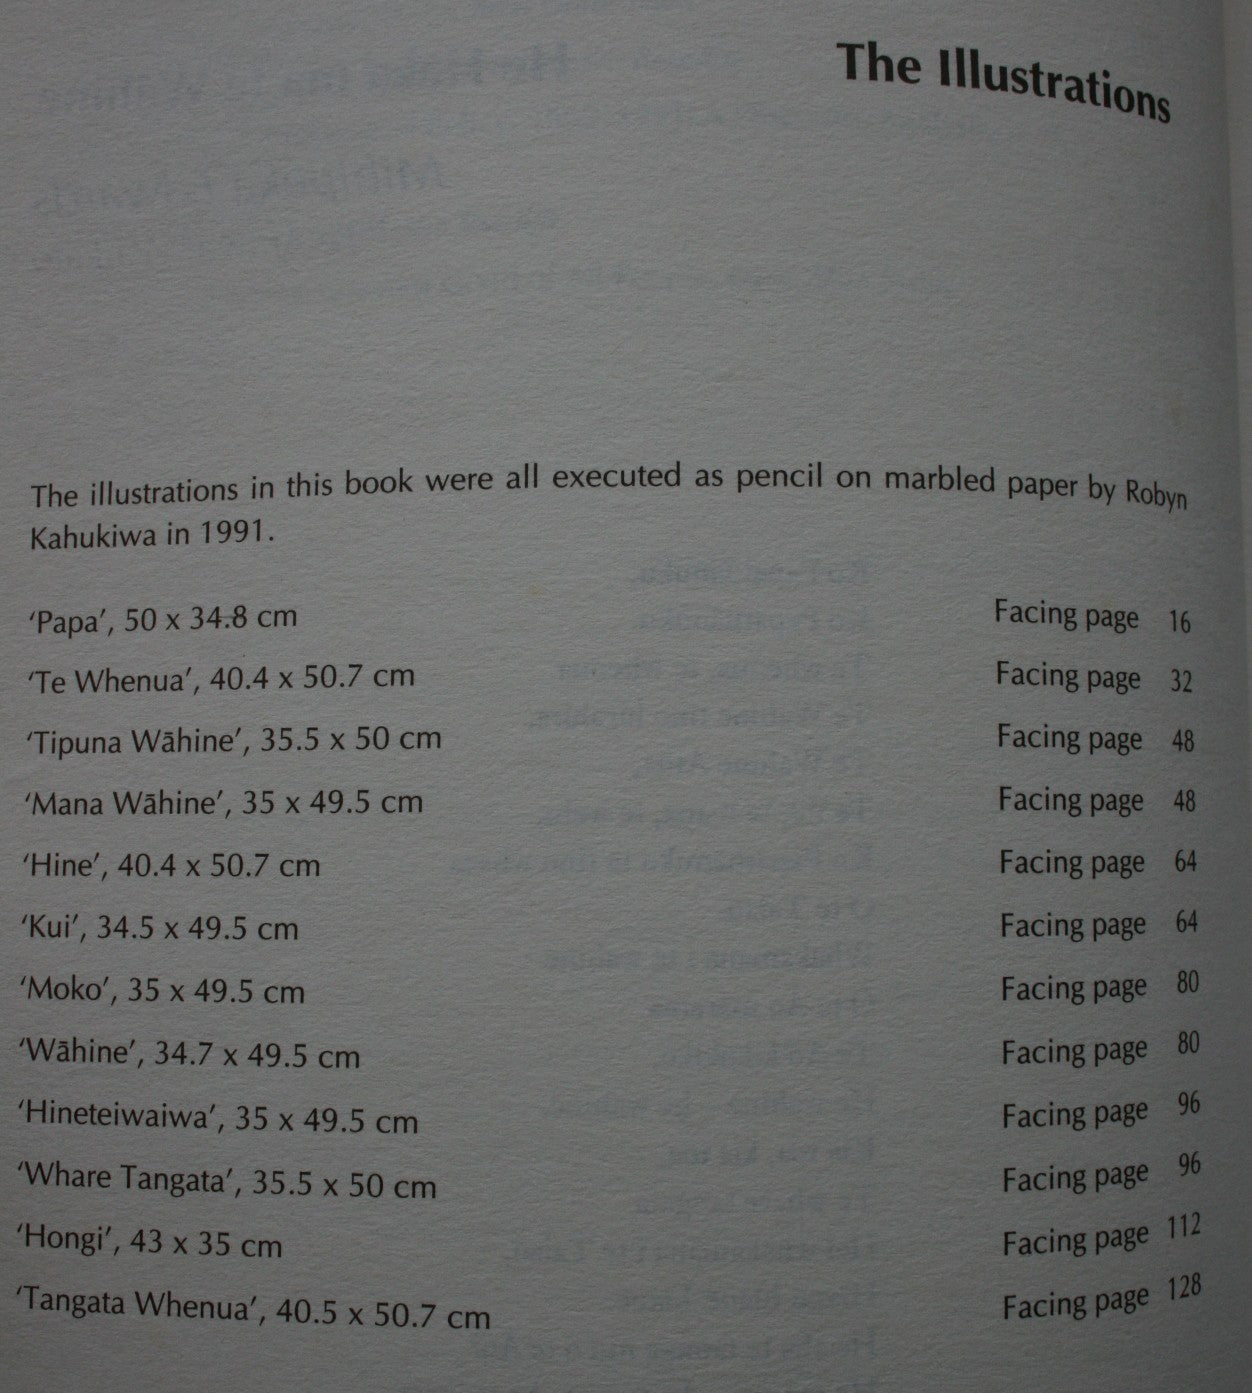 The Illustrations
The illustrations in this book were all executed as pencil on marbled paper by Robyn
Kahukiwa in 1991.
‘Papa’, 50 x 34.8 cm Facing page 16
‘Te Whenua’, 40.4 x 50.7 cm Facing page 32
‘Tipuna Wāhine’, 35.5 x 50 cm Facing page 48
‘Mana Wāhine’, 35 x 49.5 cm Facing page 48
‘Hine’, 40.4 x 50.7 cm Facing page 64
‘Kui’, 34.5 x 49.5 cm Facing page 64
‘Moko’, 35 x 49.5 cm Facing page 80
‘Wāhine’, 34.7 x 49.5 cm Facing page 80
‘Hineteiwaiwa’, 35 x 49.5 cm Facing page 96
‘Whare Tangata’, 35.5 x 50 cm Facing page 96
‘Hongi’, 43 x 35 cm Facing page 112
‘Tangata Whenua’, 40.5 x 50.7 cm Facing page 128